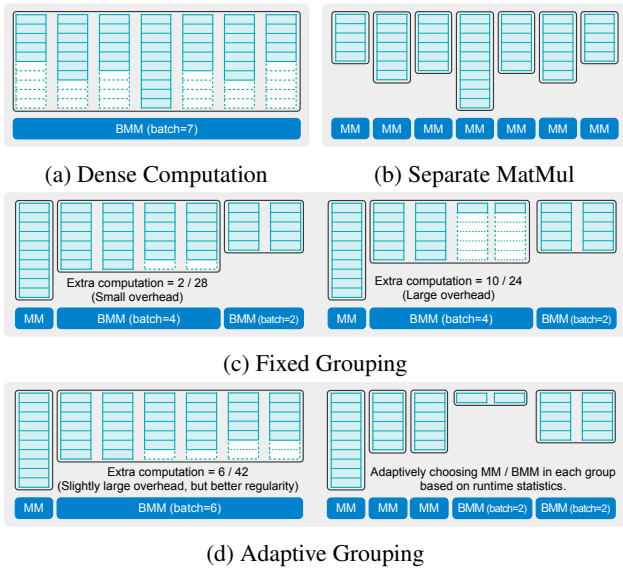 BMM (batch=7)
MM MM MM MM MM MM MM
(a) Dense Computation
(b) Separate MatMul
Extra computation = 2 / 28
(Small overhead)
MM BMM (batch=4) BMM (batch=2)
Extra computation = 10 / 24
(Large overhead)
MM BMM (batch=4) BMM (batch=2)
(c) Fixed Grouping
Extra computation = 6 / 42
(Slightly large overhead, but better regularity)
MM BMM (batch=6)
Adaptively choosing MM / BMM in each group
based on runtime statistics.
MM MM MM BMM (batch=2) BMM (batch=2)
(d) Adaptive Grouping